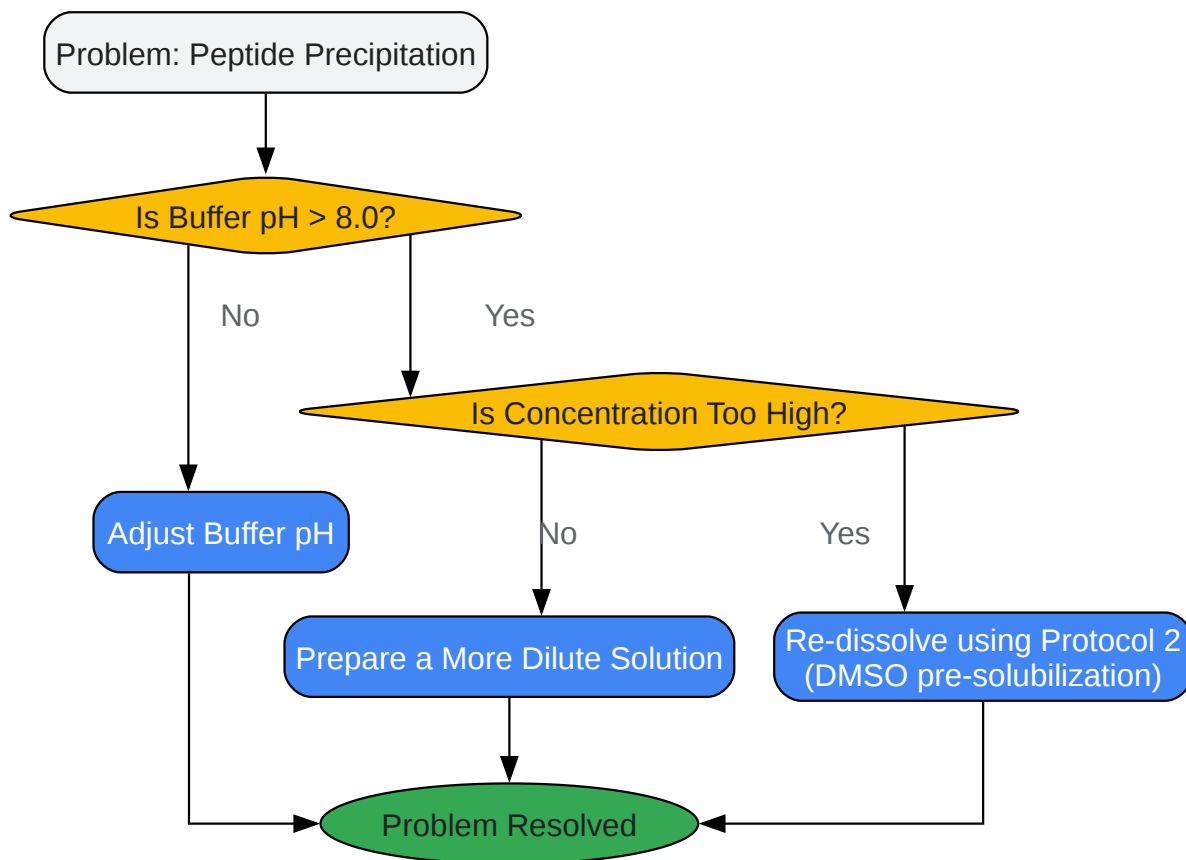 Problem: Peptide Precipitation
Is Buffer pH > 8.0?
No
Yes
Is Concentration Too High?
Adjust Buffer pH
No
Yes
Prepare a More Dilute Solution
Re-dissolve using Protocol 2
(DMSO pre-solubilization)
Problem Resolved